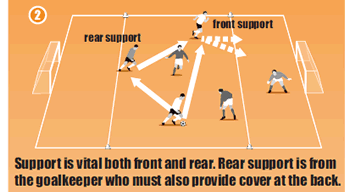 2
front support
rear support
Support is vital both front and rear. Rear support is from
the goalkeeper who must also provide cover at the back.